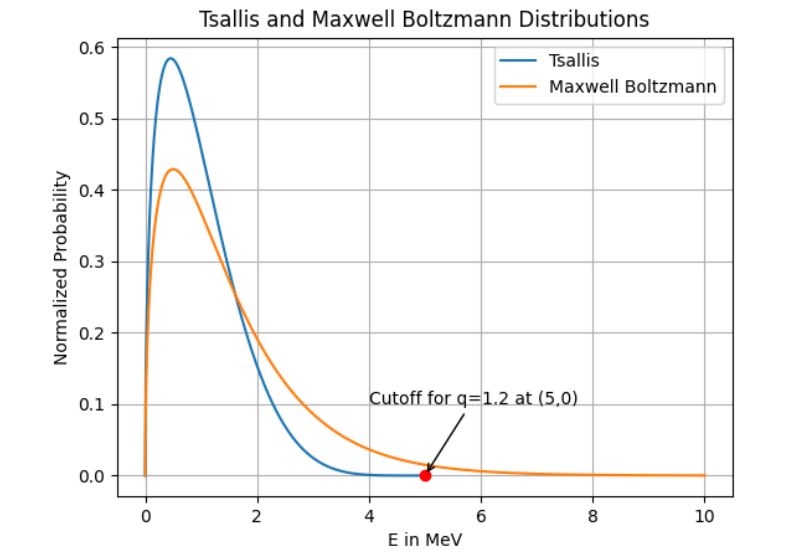 Tsallis and Maxwell Boltzmann Distributions
Tsallis
Maxwell Boltzmann
Normalized Probability
0.6
0.5
0.4
0.3
0.2
0.1
0.0
Cutoff for q=1.2 at (5,0)
0 2 4 6 8 10
E in MeV